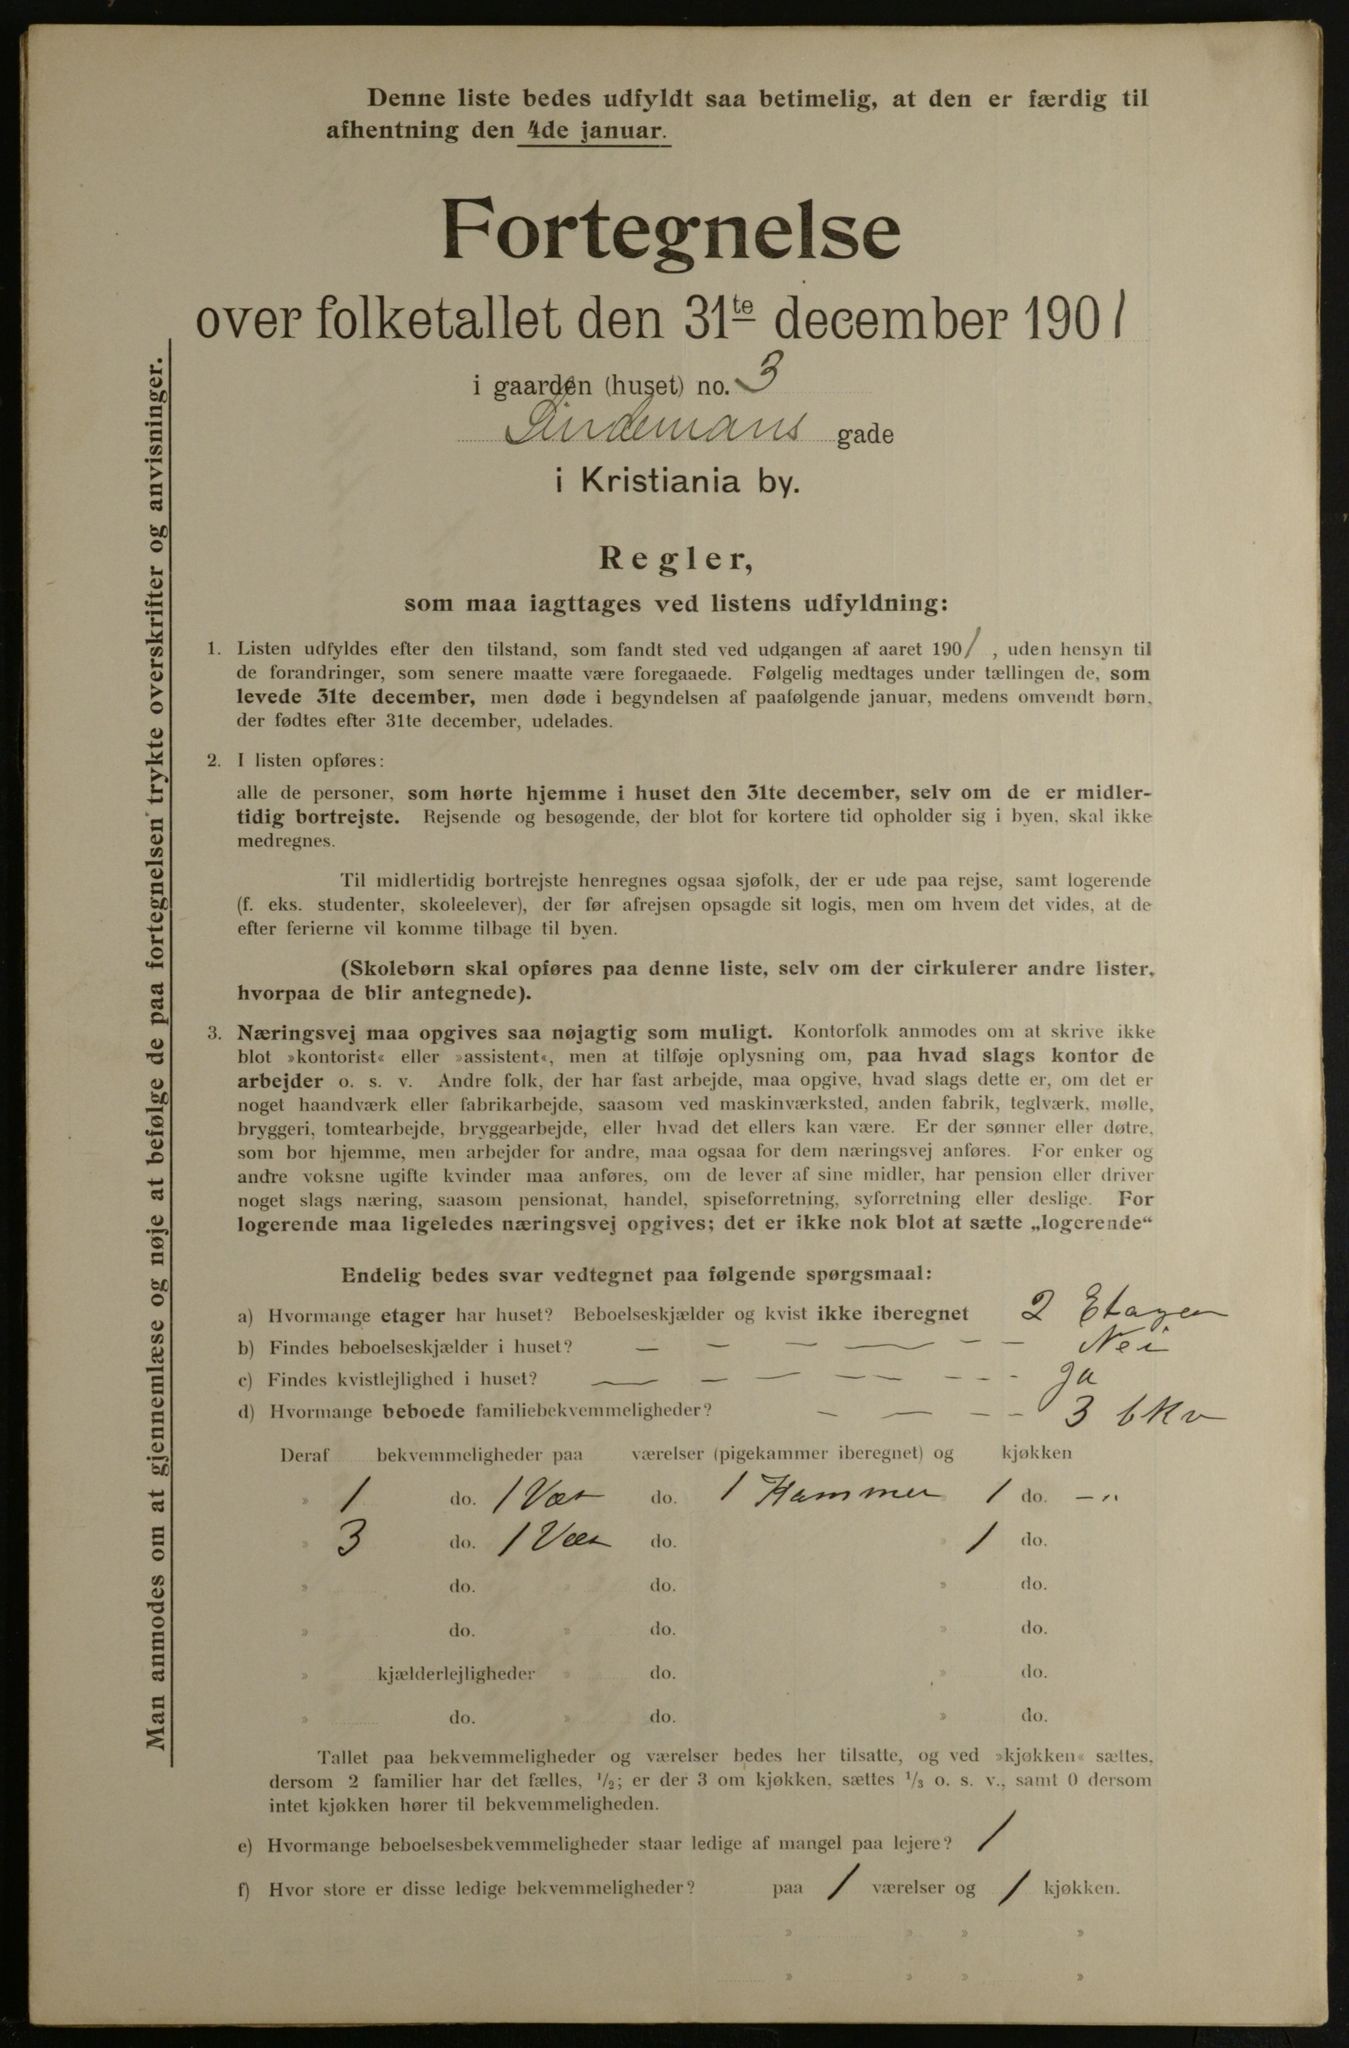 Denne liste bedes udfyldt saa betimelig, at den er færdig til
afhentning den 4de januar.
Fortegnelse
over folketallet den 31te december 1901
i gaarden (huset) no. 3
Lindemans gade
i Kristiania by.
Regler,
som maa iagttages ved listens udfyldning:
1. Listen udfyldes efter den tilstand, som fandt sted ved udgangen af aaret 1901, uden hensyn til
de forandringer, som senere maatte være foregaaede. Følgelig medtages under tællingen de, som
levede 31te december, men døde i begyndelsen af paafølgende januar, medens omvendt børn,
der fødtes efter 31te december, udelades.
2. I listen opføres:
alle de personer, som hørte hjemme i huset den 31te december, selv om de er midler-
tidig bortrejste. Rejsende og besøgende, der blot for kortere tid opholder sig i byen, skal ikke
medregnes.
Til midlertidig bortrejste henregnes ogsaa sjøfolk, der er ude paa rejse, samt logerende
(f. eks. studenter, skoleelever), der før afrejsen opsagde sit logis, men om hvem det vides, at de
efter ferierne vil komme tilbage til byen.
(Skolebørn skal opføres paa denne liste, selv om der cirkulerer andre lister,
hvorpaa de blir antegnede).
3. Næringsvej maa opgives saa nøjagtig som muligt. Kontorfolk anmodes om at skrive ikke
blot »kontorist« eller »assistent«, men at tilføje oplysning om, paa hvad slags kontor de
arbejder o. s. v. Andre folk, der har fast arbejde, maa opgive, hvad slags dette er, om det er
noget haandværk eller fabrikarbejde, saasom ved maskinværksted, anden fabrik, teglværk, mølle,
bryggeri, tomtearbejde, bryggearbejde, eller hvad det ellers kan være. Er der sønner eller døtre,
som bor hjemme, men arbejder for andre, maa ogsaa for dem næringsvej anføres. For enker og
andre voksne ugifte kvinder maa anføres, om de lever af sine midler, har pension eller driver
noget slags næring, saasom pensionat, handel, spiseforretning, syforretning eller deslige. For
logerende maa ligeledes næringsvej opgives; det er ikke nok blot at sætte „logerende“
Endelig bedes svar vedtegnet paa følgende spørgsmaal:
a) Hvormange etager har huset? Beboelseskjælder og kvist ikke iberegnet 2 Etager
b) Findes beboelseskjælder i huset? — — — — — — Nei
c) Findes kvistlejlighed i huset? — — — — — - - - Ja
d) Hvormange beboede familiebekvemmeligheder? — — — — 3 bkv
Deraf bekvemmeligheder paa værelser (pigekammer iberegnet) og kjøkken
» 1 do. 1 Vær do. 1 Kammer 1 do. -"
» 3 do. 1 Vær do. » 1 do.
» do. do. » do.
» do. » do. » do.
» kjælderlejligheder » do. » do.
» do. » do. » do.
Tallet paa bekvemmeligheder og værelser bedes her tilsatte, og ved »kjøkken« sættes,
dersom 2 familier har det fælles, 1/2; er der 3 om kjøkken, sættes 1/3 o. s. v., samt 0 dersom
intet kjøkken hører til bekvemmeligheden.
e) Hvormange beboelsesbekvemmeligheder staar ledige af mangel paa lejere? 1
f) Hvor store er disse ledige bekvemmeligheder? paa 1 værelser og 1 kjøkken.
» » » »
» » » »
Man anmodes om at gjennemlæse og nøje at befølge de paa fortegnelsen trykte overskrifter og anvisninger.